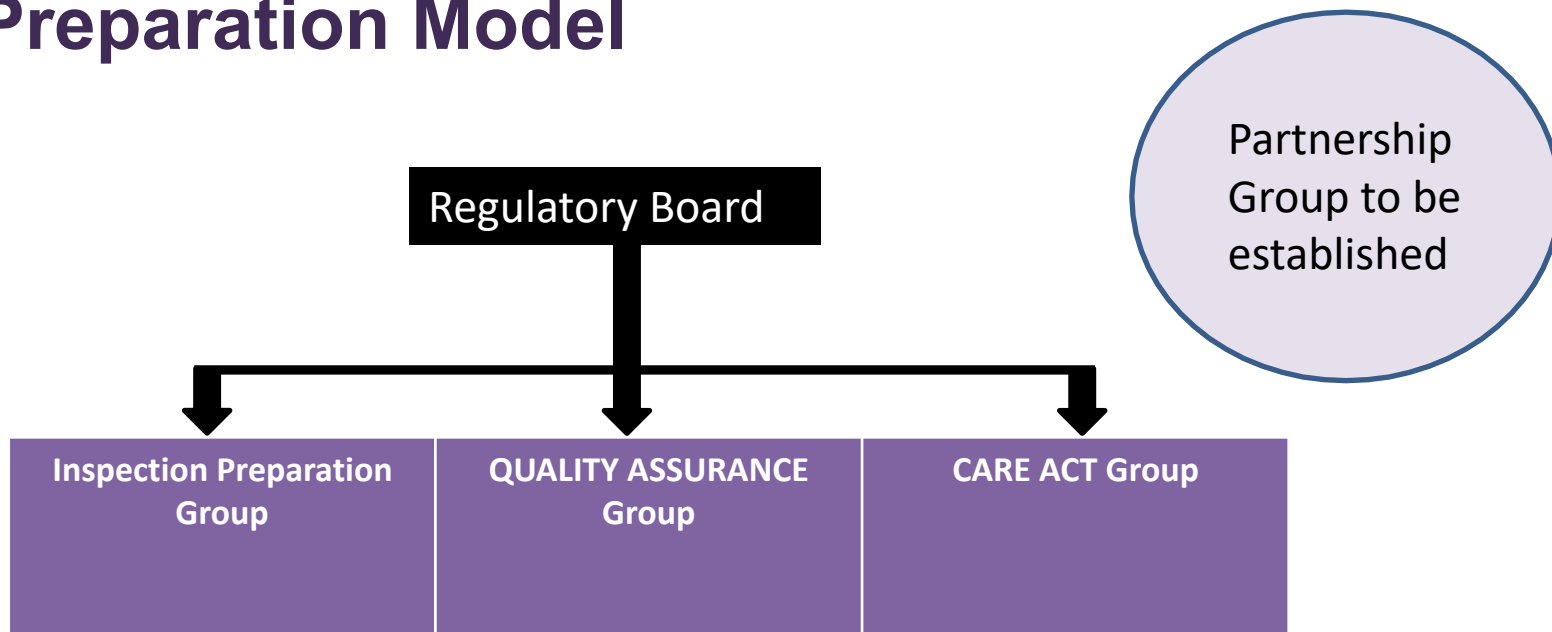 Preparation Model
Partnership
Group to be
established
Regulatory Board
Inspection Preparation
Group
QUALITY ASSURANCE
Group
CARE ACT Group